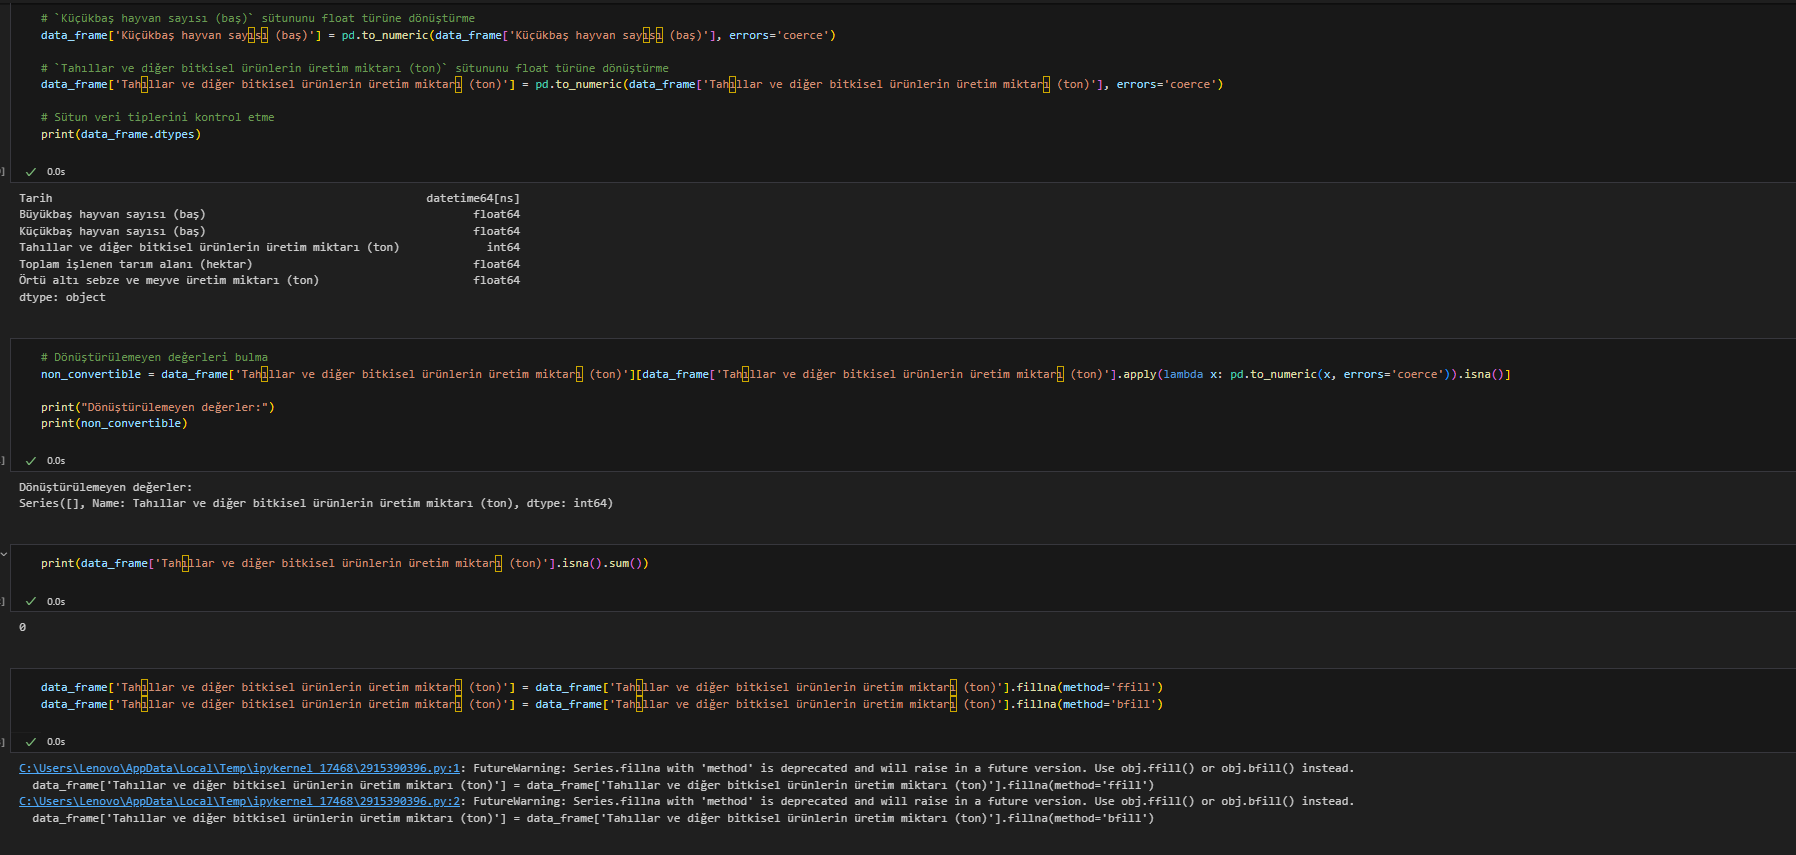 # `Küçükbaş hayvan sayısı (baş)` sütununu float türüne dönüştürme
data_frame['Küçükbaş hayvan sayısı (baş)'] = pd.to_numeric(data_frame['Küçükbaş hayvan sayısı (baş)'], errors='coerce')
# `Tahıllar ve diğer bitkisel ürünlerin üretim miktarı (ton)` sütununu float türüne dönüştürme
data_frame['Tahıllar ve diğer bitkisel ürünlerin üretim miktarı (ton)'] = pd.to_numeric(data_frame['Tahıllar ve diğer bitkisel ürünlerin üretim miktarı (ton)'], errors='coerce')
# Sütun veri tiplerini kontrol etme
print(data_frame.dtypes)
] ✓ 0.0s
Tarih datetime64[ns]
Büyükbaş hayvan sayısı (baş) float64
Küçükbaş hayvan sayısı (baş) float64
Tahıllar ve diğer bitkisel ürünlerin üretim miktarı (ton) int64
Toplam işlenen tarım alanı (hektar) float64
Örtü altı sebze ve meyve üretim miktarı (ton) float64
dtype: object
# Dönüştürülemeyen değerleri bulma
non_convertible = data_frame['Tahıllar ve diğer bitkisel ürünlerin üretim miktarı (ton)'][data_frame['Tahıllar ve diğer bitkisel ürünlerin üretim miktarı (ton)'].apply(lambda x: pd.to_numeric(x, errors='coerce')).isna()]
print("Dönüştürülemeyen değerler:")
print(non_convertible)
] ✓ 0.0s
Dönüştürülemeyen değerler:
Series([], Name: Tahıllar ve diğer bitkisel ürünlerin üretim miktarı (ton), dtype: int64)
print(data_frame['Tahıllar ve diğer bitkisel ürünlerin üretim miktarı (ton)'].isna().sum())
] ✓ 0.0s
0
data_frame['Tahıllar ve diğer bitkisel ürünlerin üretim miktarı (ton)'] = data_frame['Tahıllar ve diğer bitkisel ürünlerin üretim miktarı (ton)'].fillna(method='ffill')
data_frame['Tahıllar ve diğer bitkisel ürünlerin üretim miktarı (ton)'] = data_frame['Tahıllar ve diğer bitkisel ürünlerin üretim miktarı (ton)'].fillna(method='bfill')
] ✓ 0.0s
C:\Users\Lenovo\AppData\Local\Temp\ipykernel_17468\2915390396.py:1: FutureWarning: Series.fillna with 'method' is deprecated and will raise in a future version. Use obj.ffill() or obj.bfill() instead.
data_frame['Tahıllar ve diğer bitkisel ürünlerin üretim miktarı (ton)'] = data_frame['Tahıllar ve diğer bitkisel ürünlerin üretim miktarı (ton)'].fillna(method='ffill')
C:\Users\Lenovo\AppData\Local\Temp\ipykernel_17468\2915390396.py:2: FutureWarning: Series.fillna with 'method' is deprecated and will raise in a future version. Use obj.ffill() or obj.bfill() instead.
data_frame['Tahıllar ve diğer bitkisel ürünlerin üretim miktarı (ton)'] = data_frame['Tahıllar ve diğer bitkisel ürünlerin üretim miktarı (ton)'].fillna(method='bfill')